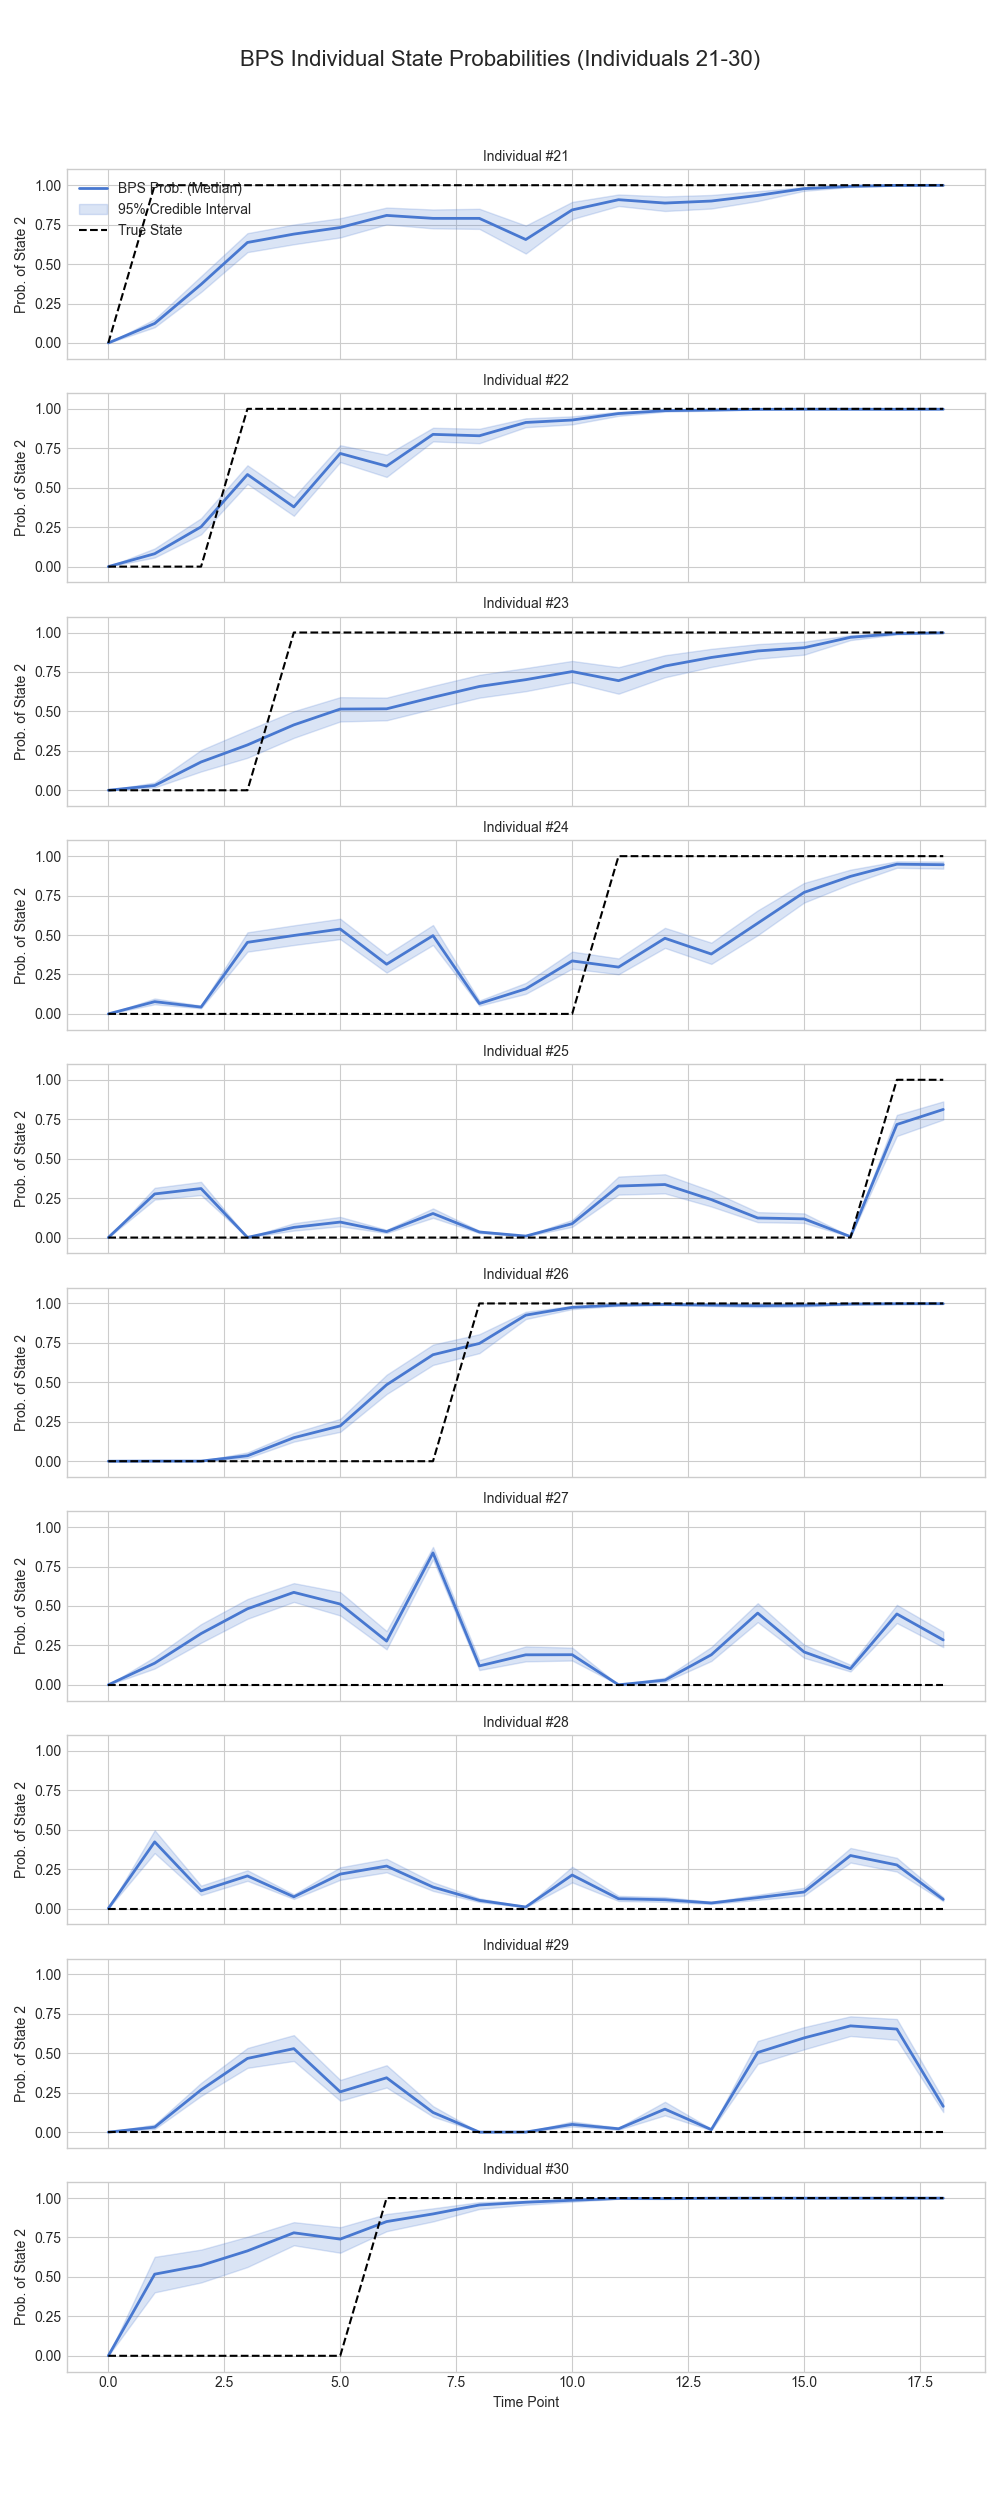 BPS Individual State Probabilities (Individuals 21-30)
Individual #21
1.00
0.75
0.50
0.25
0.00
Prob. of State 2
BPS Prob. (Median)
95% Credible Interval
True State
Individual #22
1.00
0.75
0.50
0.25
0.00
Prob. of State 2
Individual #23
1.00
0.75
0.50
0.25
0.00
Prob. of State 2
Individual #24
1.00
0.75
0.50
0.25
0.00
Prob. of State 2
Individual #25
1.00
0.75
0.50
0.25
0.00
Prob. of State 2
Individual #26
1.00
0.75
0.50
0.25
0.00
Prob. of State 2
Individual #27
1.00
0.75
0.50
0.25
0.00
Prob. of State 2
Individual #28
1.00
0.75
0.50
0.25
0.00
Prob. of State 2
Individual #29
1.00
0.75
0.50
0.25
0.00
Prob. of State 2
Individual #30
1.00
0.75
0.50
0.25
0.00
Prob. of State 2
0.0 2.5 5.0 7.5 10.0 12.5 15.0 17.5
Time Point